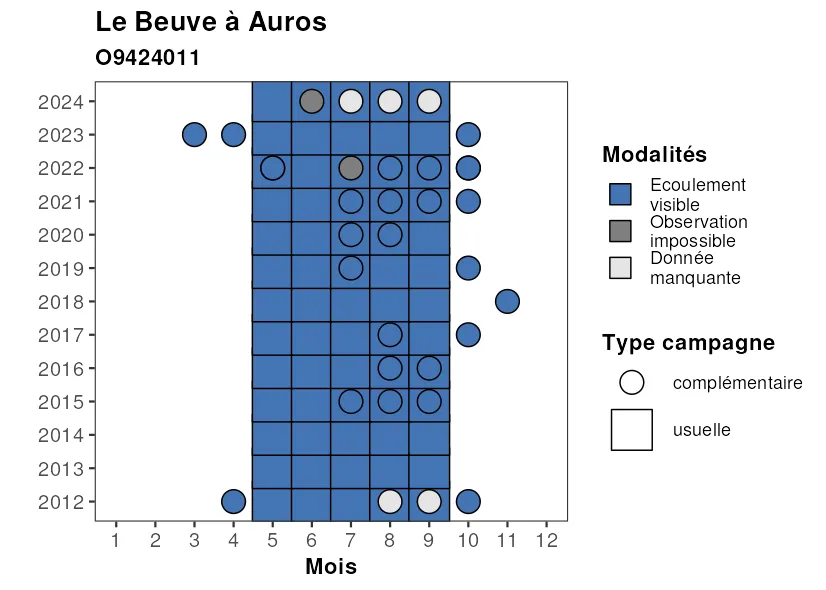 Le Beuve à Auros
O9424011
2024
2023
2022
2021
2020
2019
2018
2017
2016
2015
2014
2013
2012
1 2 3 4 5 6 7 8 9 10 11 12
Mois
Modalités
Ecoulement
visible
Observation
impossible
Donnée
manquante
Type campagne
complémentaire
usuelle